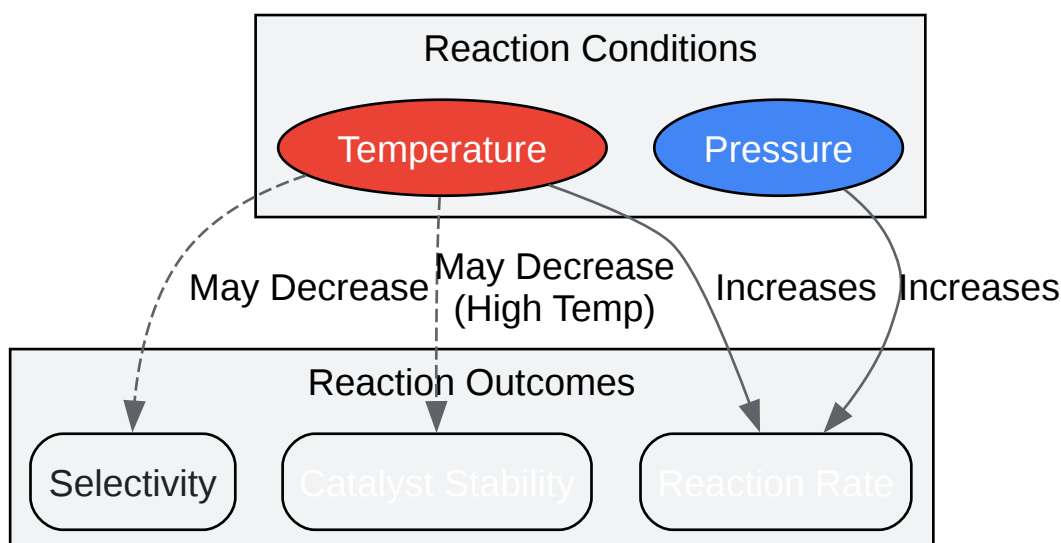 Reaction Conditions
Temperature
Pressure
May Decrease
May Decrease
(High Temp)
Increases
Increases
Reaction Outcomes
Selectivity
Catalyst Stability
Reaction Rate